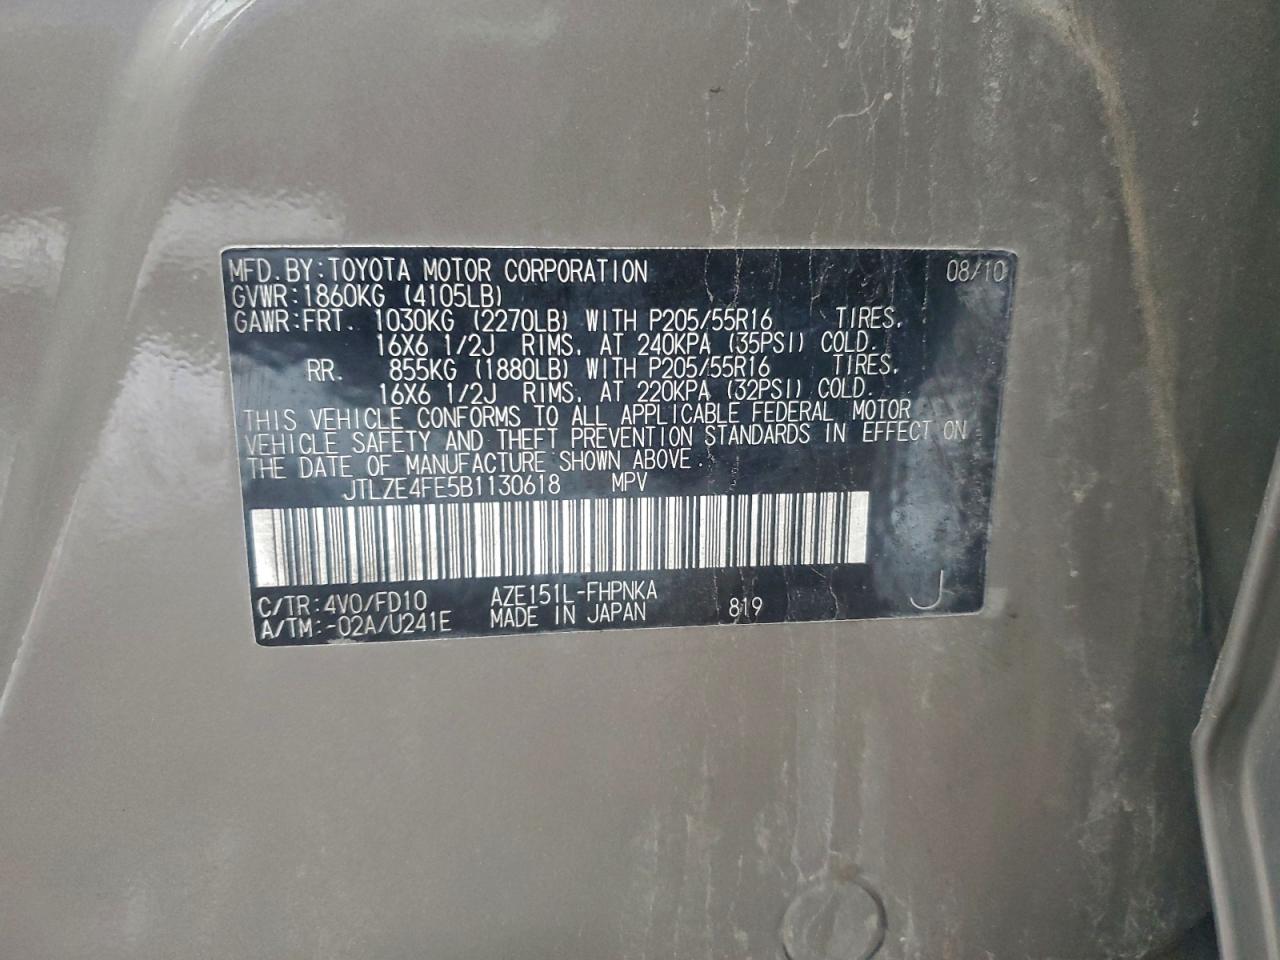 MFD.BY:TOYOTA MOTOR CORPORATION 08/10
GVWR:1860KG (4105LB)
GAWR:FRT. 1030KG (2270LB) WITH P205/55R16 TIRES,
16X6 1/2J RIMS, AT 240KPA (35PSI) COLD.
RR. 855KG (1880LB) WITH P205/55R16 TIRES,
16X6 1/2J RIMS, AT 220KPA (32PSI) COLD.
THIS VEHICLE CONFORMS TO ALL APPLICABLE FEDERAL MOTOR
VEHICLE SAFETY AND THEFT PREVENTION STANDARDS IN EFFECT ON
THE DATE OF MANUFACTURE SHOWN ABOVE.
JTLZE4FE5B1130618 MPV
C/TR:4V0/FD10 AZE151L-FHPNKA
A/TM:-02A/U241E MADE IN JAPAN 819 J